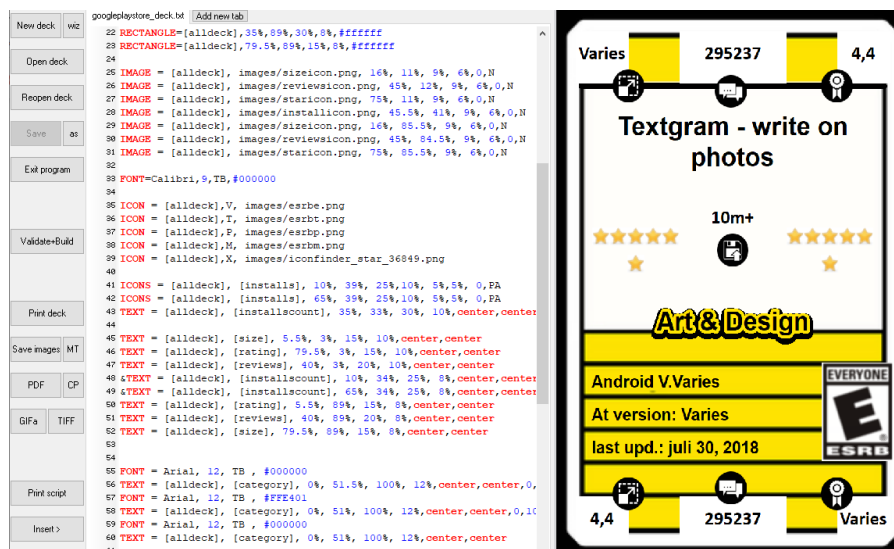 New deck wiz
Open deck
Reopen deck
Save as
Exit program
Validate+Build
Print deck
Save images MT
PDF CP
GIFa TIFF
Print script
Insert >
googleplaystore_deck.txt Add new tab
22 RECTANGLE=[alldeck],35%,89%,30%,8%,#ffffff
23 RECTANGLE=[alldeck],79.5%,89%,15%,8%,#ffffff
24
25 IMAGE = [alldeck], images/sizeicon.png, 16%, 11%, 9%, 6%,0,N
26 IMAGE = [alldeck], images/reviewsicon.png, 45%, 12%, 9%, 6%,0,N
27 IMAGE = [alldeck], images/staricon.png, 75%, 11%, 9%, 6%,0,N
28 IMAGE = [alldeck], images/installicon.png, 45.5%, 41%, 9%, 6%,0,N
29 IMAGE = [alldeck], images/sizeicon.png, 16%, 85.5%, 9%, 6%,0,N
30 IMAGE = [alldeck], images/reviewsicon.png, 45%, 84.5%, 9%, 6%,0,N
31 IMAGE = [alldeck], images/staricon.png, 75%, 85.5%, 9%, 6%,0,N
32
33 FONT=Calibri,9,TB,#000000
34
35 ICON = [alldeck],V, images/esrbe.png
36 ICON = [alldeck],T, images/esrbt.png
37 ICON = [alldeck],P, images/esrbp.png
38 ICON = [alldeck],M, images/esrbm.png
39 ICON = [alldeck],X, images/iconfinder_star_36849.png
40
41 ICONS = [alldeck], [installs], 10%, 39%, 25%,10%, 5%,5%, 0,PA
42 ICONS = [alldeck], [installs], 65%, 39%, 25%,10%, 5%,5%, 0,PA
43 TEXT = [alldeck], [installscount], 35%, 33%, 30%, 10%,center,center
44
45 TEXT = [alldeck], [size], 5.5%, 3%, 15%, 10%,center,center
46 TEXT = [alldeck], [rating], 79.5%, 3%, 15%, 10%,center,center
47 TEXT = [alldeck], [reviews], 40%, 3%, 20%, 10%,center,center
48 &TEXT = [alldeck], [installscount], 10%, 34%, 25%, 8%,center,center
49 &TEXT = [alldeck], [installscount], 65%, 34%, 25%, 8%,center,center
50 TEXT = [alldeck], [rating], 5.5%, 89%, 15%, 8%,center,center
51 TEXT = [alldeck], [reviews], 40%, 89%, 20%, 8%,center,center
52 TEXT = [alldeck], [size], 79.5%, 89%, 15%, 8%,center,center
53
54
55 FONT = Arial, 12, TB , #000000
56 TEXT = [alldeck], [category], 0%, 51.5%, 100%, 12%,center,center,0,
57 FONT = Arial, 12, TB , #FFE401
58 TEXT = [alldeck], [category], 0%, 51%, 100%, 12%,center,center,0,10
59 FONT = Arial, 12, TB , #000000
60 TEXT = [alldeck], [category], 0%, 51%, 100%, 12%,center,center
Varies 295237 4,4
Textgram - write on
photos
10m+
Art & Design
Android V.Varies
At version: Varies
last upd.: juli 30, 2018
EVERYONE
E
ESRB
4,4 295237 Varies